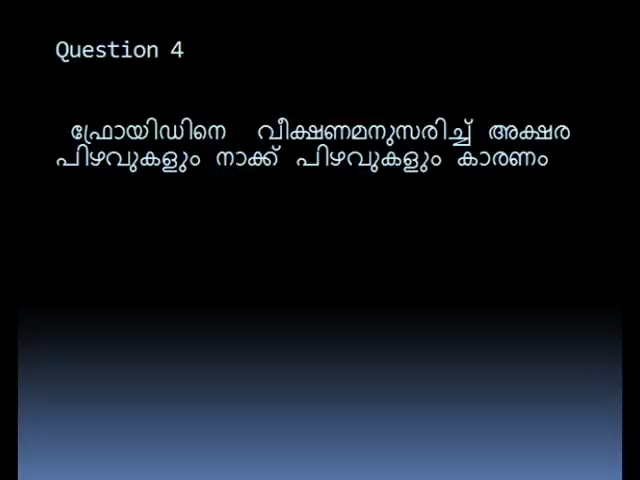 Question 4
ഫ്രോയിഡിനെ വീക്ഷണമനുസരിച്ച് അക്ഷര
പിഴവുകളും നാക്ക് പിഴവുകളും കാരണം